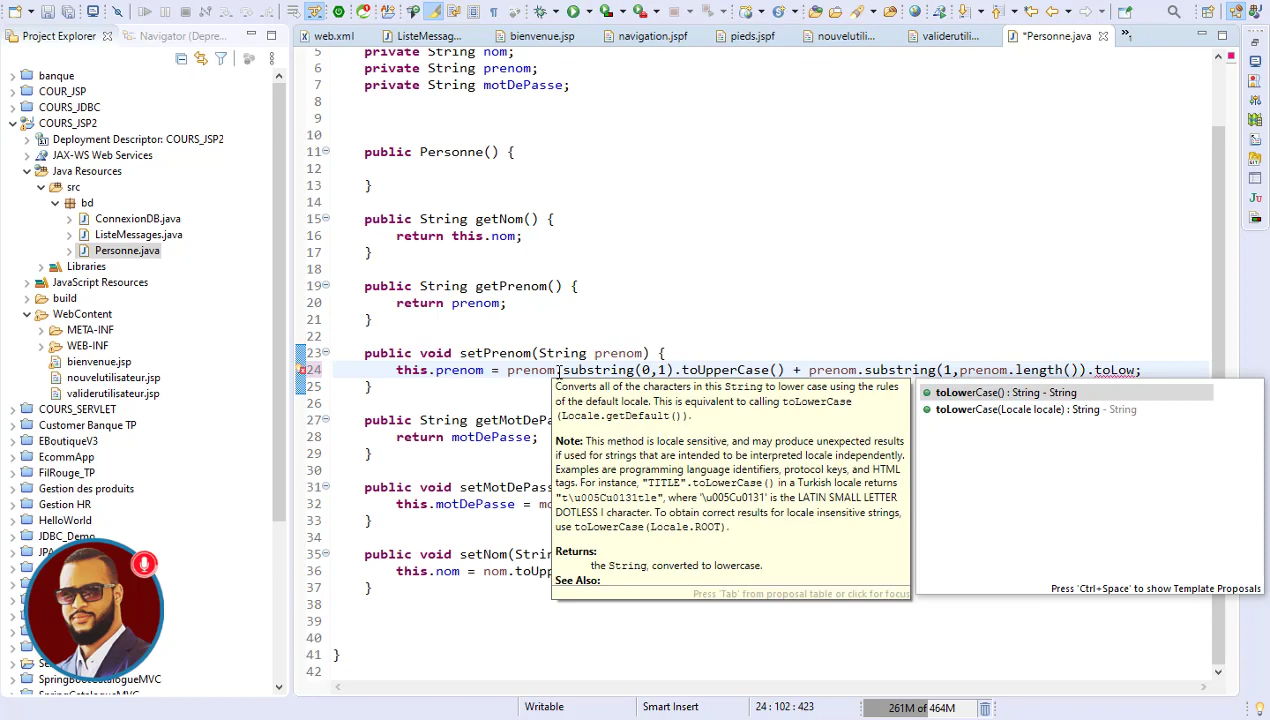 Project Explorer
Navigator (Depre...
web.xml
ListeMessag...
bienvenue.jsp
navigation.jspf
pieds.jspf
nouvelutili...
validerutili...
*Personne.java
»1
banque
COUR_JSP
COURS_JDBC
COURS_JSP2
Deployment Descriptor: COURS_JSP2
JAX-WS Web Services
Java Resources
src
bd
ConnexionDB.java
ListeMessages.java
Personne.java
Libraries
JavaScript Resources
build
WebContent
META-INF
WEB-INF
bienvenue.jsp
nouvelutilisateur.jsp
validerutilisateur.jsp
COURS_SERVLET
Customer Banque TP
EBoutiqueV3
EcommApp
FilRouge_TP
Gestion des produits
Gestion HR
HelloWorld
JDBC_Demo
JPA
Se
SpringBootCatalogueMVC
SpringCatalogueMVC
5 private String nom;
6 private String prenom;
7 private String motDePasse;
8
9
10
11 public Personne() {
12
13 }
14
15 public String getNom() {
16 return this.nom;
17 }
18
19 public String getPrenom() {
20 return prenom;
21 }
22
23 public void setPrenom(String prenom) {
24 this.prenom = prenom.substring(0,1).toUpperCase() + prenom.substring(1,prenom.length()).toLow;
25 }
26
27 public String getMotDePa
28 return motDePasse;
29 }
30
31 public void setMotDePass
32 this.motDePasse = mo
33 }
34
35 public void setNom(Strin
36 this.nom = nom.toUpp
37 }
38
39
40
41 }
42
Converts all of the characters in this String to lower case using the rules
of the default locale. This is equivalent to calling toLowerCase
(Locale.getDefault()).
Note: This method is locale sensitive, and may produce unexpected results
if used for strings that are intended to be interpreted locale independently.
Examples are programming language identifiers, protocol keys, and HTML
tags. For instance, "TITLE".toLowerCase() in a Turkish locale returns
"t\u005Cu0131tle", where '\u005Cu0131' is the LATIN SMALL LETTER
DOTLESS I character. To obtain correct results for locale insensitive strings,
use toLowerCase(Locale.ROOT).
Returns:
the String, converted to lowercase.
See Also:
Press 'Tab' from proposal table or click for focus
toLowerCase() : String - String
toLowerCase(Locale locale) : String - String
Press 'Ctrl+Space' to show Template Proposals
Writable
Smart Insert
24 : 102 : 423
261M of 464M